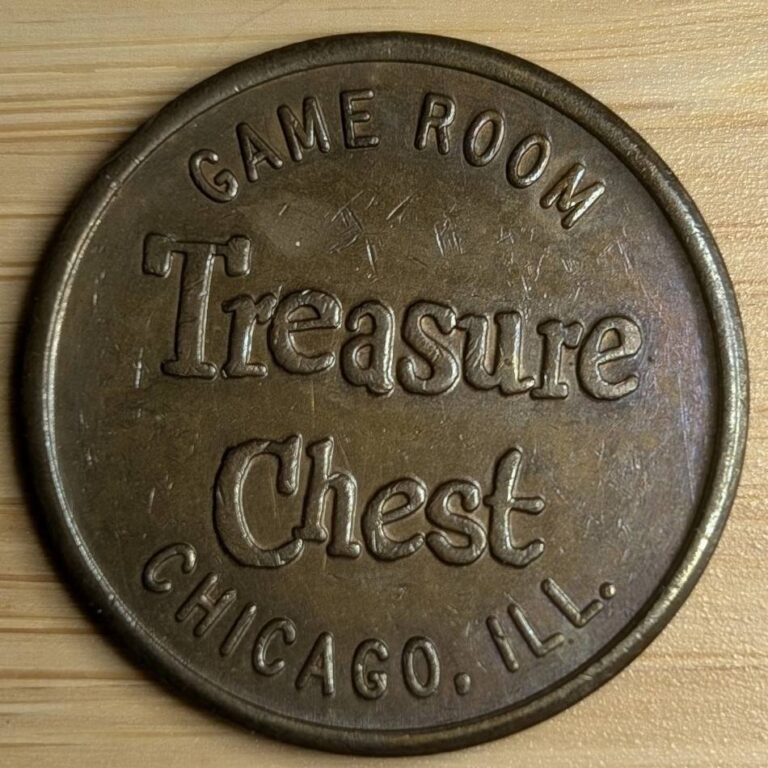 GAME ROOM
Treasure
Chest
CHICAGO, ILL.